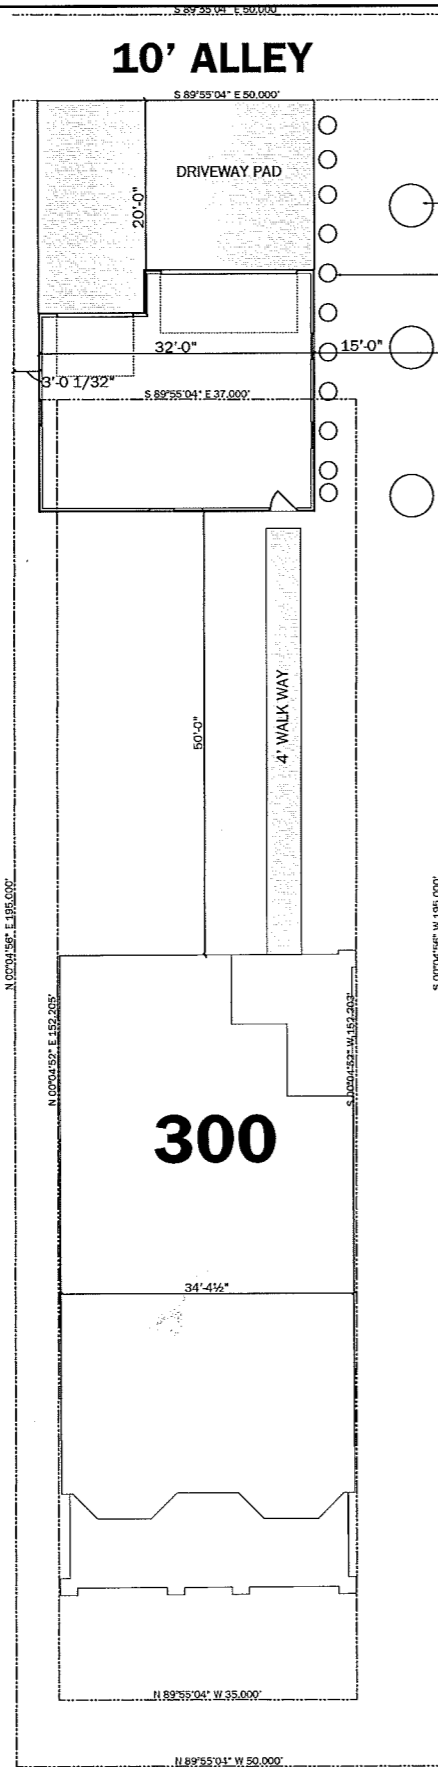 S 89°55'04" E 50.000'
10' ALLEY
S 89°55'04" E 50.000'
DRIVEWAY PAD
20'-0"
32'-0"
15'-0"
3'-0 1/32"
S 89°55'04" E 37.000'
50'-0"
4' WALK WAY
N 00°04'56" E 195.000'
S 00°04'56" W 195.000'
N 00°04'52" E 152.205'
S 00°04'52" W 152.203'
300
34'-4½"
N 89°55'04" W 35.000'
N 89°55'04" W 50.000'